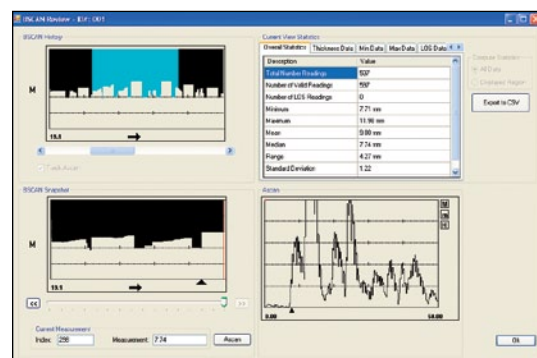 BSCAN Review - ID#: 001
BSCAN History
M
19.1
Track Ascan
Current View Statistics
Overall Statistics Thickness Data Min Data Max Data LOS Data
Description Value
Total Number Readings 597
Number of Valid Readings 597
Number of LOS Readings 0
Minimum 7.71 mm
Maximum 11.98 mm
Mean 9.00 mm
Median 7.74 mm
Range 4.27 mm
Standard Deviation 1.22
Compute Statistics
All Data
Displayed Region
Export to CSV
BSCAN Snapshot
M
19.1
<< >>
Current Measurement
Index: 298 Measurement: 7.74 Ascan
Ascan
0.00 50.80
Ok